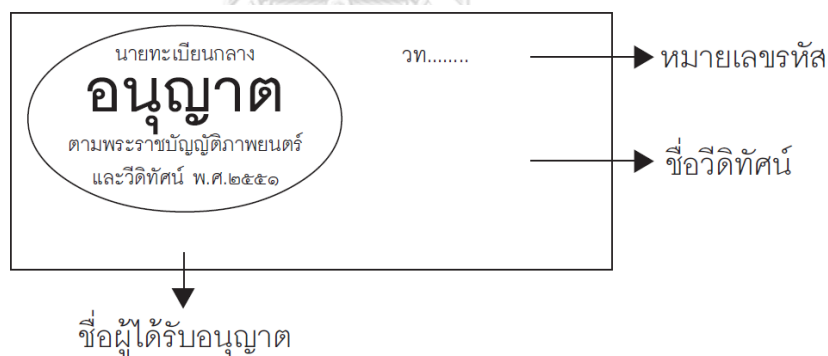 นายทะเบียนกลาง
อนุญาต
ตามพระราชบัญญัติภาพยนตร์
และวีดิทัศน์ พ.ศ.๒๕๕๑
วท........
หมายเลขรหัส
ชื่อวีดิทัศน์
ชื่อผู้ได้รับอนุญาต